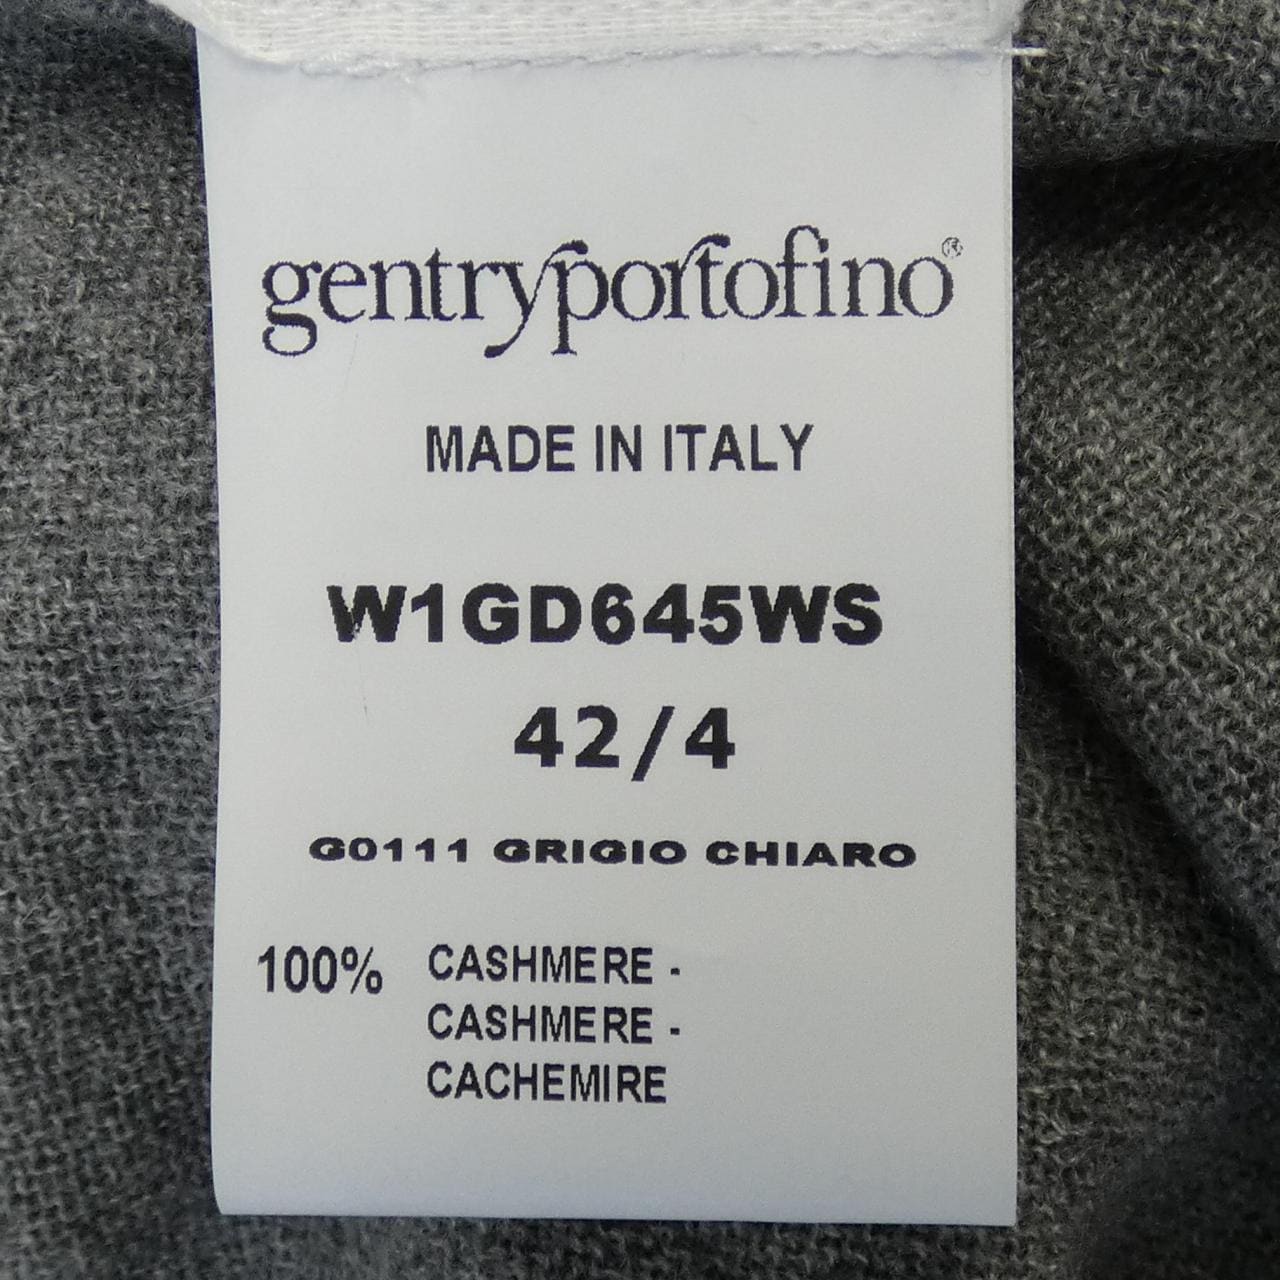 gentryportofino®
MADE IN ITALY
W1GD645WS
42/4
G0111 GRIGIO CHIARO
100% CASHMERE -
CASHMERE -
CACHEMIRE